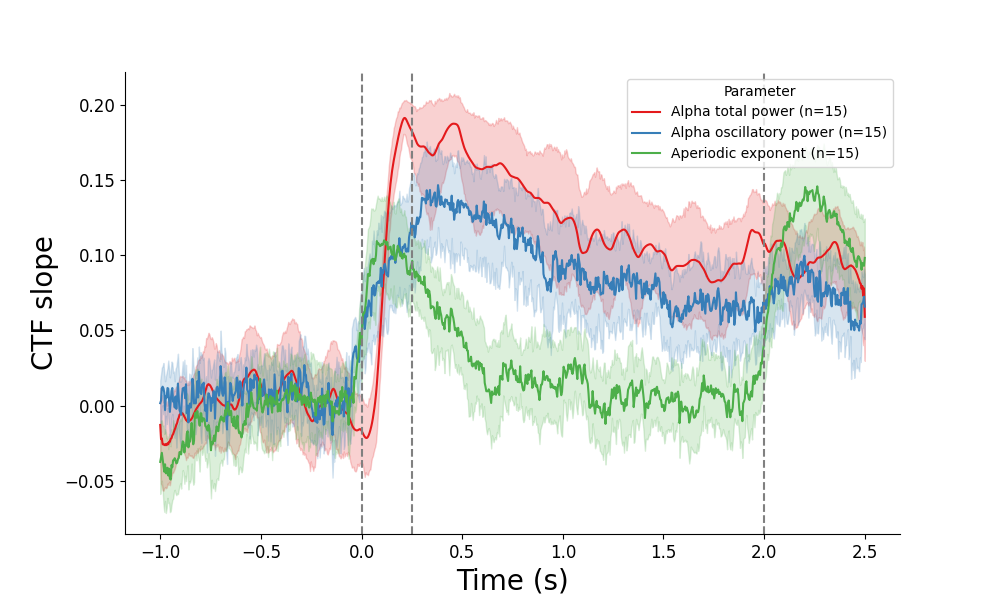 Parameter
Alpha total power (n=15)
Alpha oscillatory power (n=15)
Aperiodic exponent (n=15)
0.20
0.15
0.10
0.05
0.00
−0.05
CTF slope
−1.0 −0.5 0.0 0.5 1.0 1.5 2.0 2.5
Time (s)